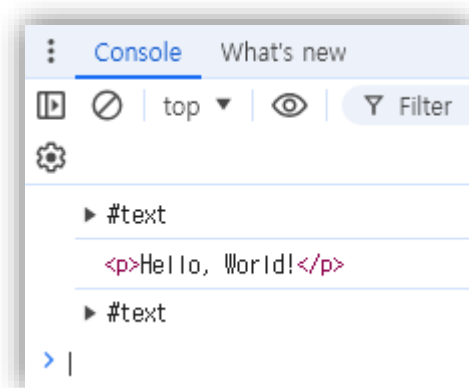 Console What's new
top ▼ Filter
▶ #text
<p>Hello, World!</p>
▶ #text
>